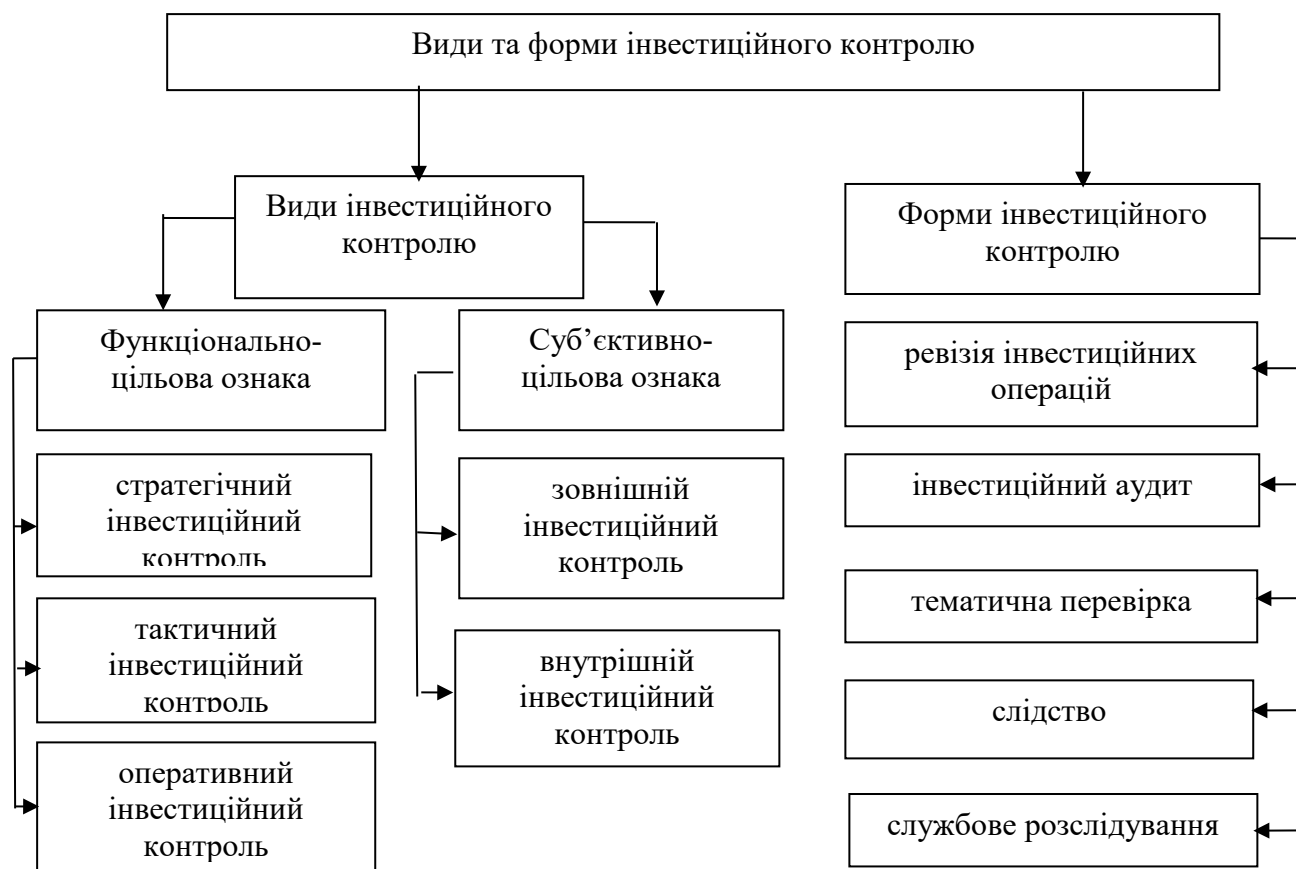 Види та форми інвестиційного контролю
Види інвестиційного
контролю
Форми інвестиційного
контролю
Функціонально-
цільова ознака
Суб’єктивно-
цільова ознака
ревізія інвестиційних
операцій
стратегічний
інвестиційний
контроль
зовнішній
інвестиційний
контроль
інвестиційний аудит
тематична перевірка
тактичний
інвестиційний
контроль
внутрішній
інвестиційний
контроль
слідство
оперативний
інвестиційний
контроль
службове розслідування